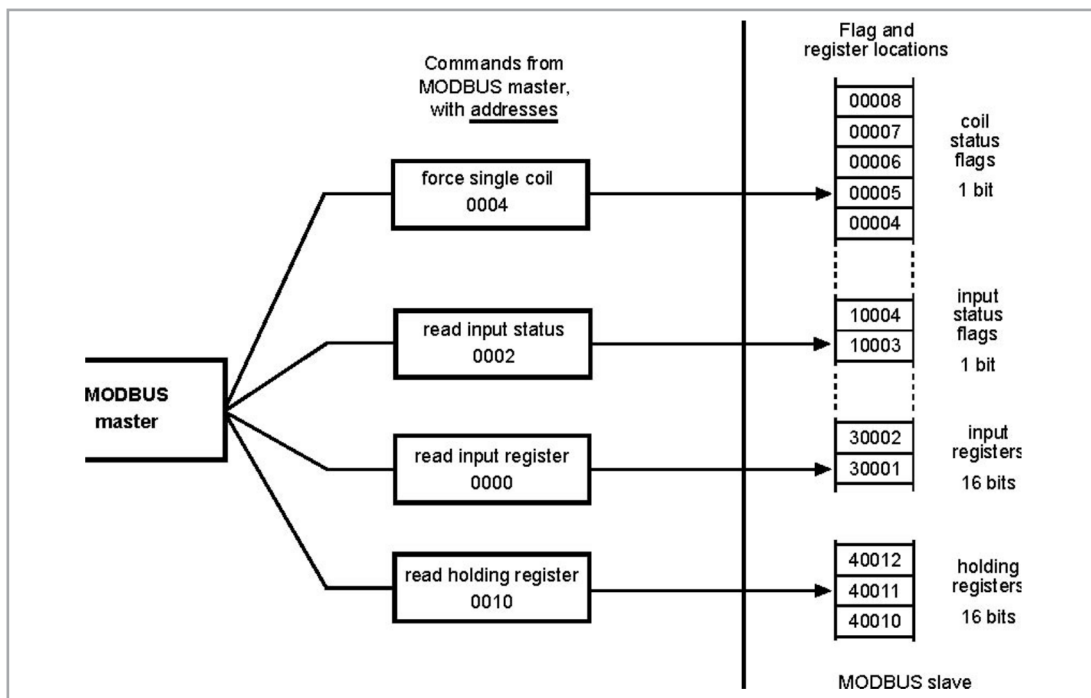 Commands from
MODBUS master,
with addresses
Flag and
register locations
force single coil
0004
00008
00007
00006
00005
00004
coil
status
flags
1 bit
read input status
0002
10004
10003
input
status
flags
1 bit
MODBUS
master
read input register
0000
30002
30001
input
registers
16 bits
read holding register
0010
40012
40011
40010
holding
registers
16 bits
MODBUS slave